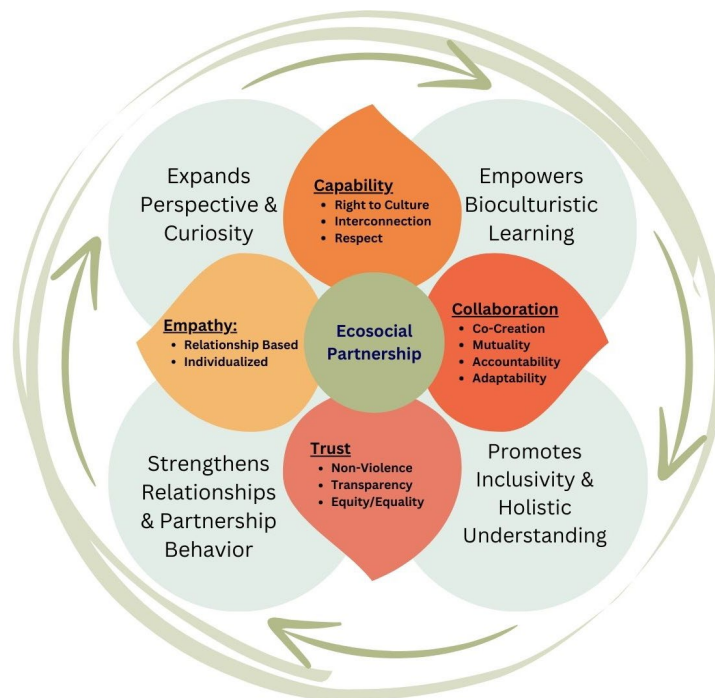 Expands
Perspective &
Curiosity
Capability
• Right to Culture
• Interconnection
• Respect
Empowers
Bioculturistic
Learning
Empathy:
• Relationship Based
• Individualized
Ecosocial
Partnership
Collaboration
• Co-Creation
• Mutuality
• Accountability
• Adaptability
Strengthens
Relationships
& Partnership
Behavior
Trust
• Non-Violence
• Transparency
• Equity/Equality
Promotes
Inclusivity &
Holistic
Understanding